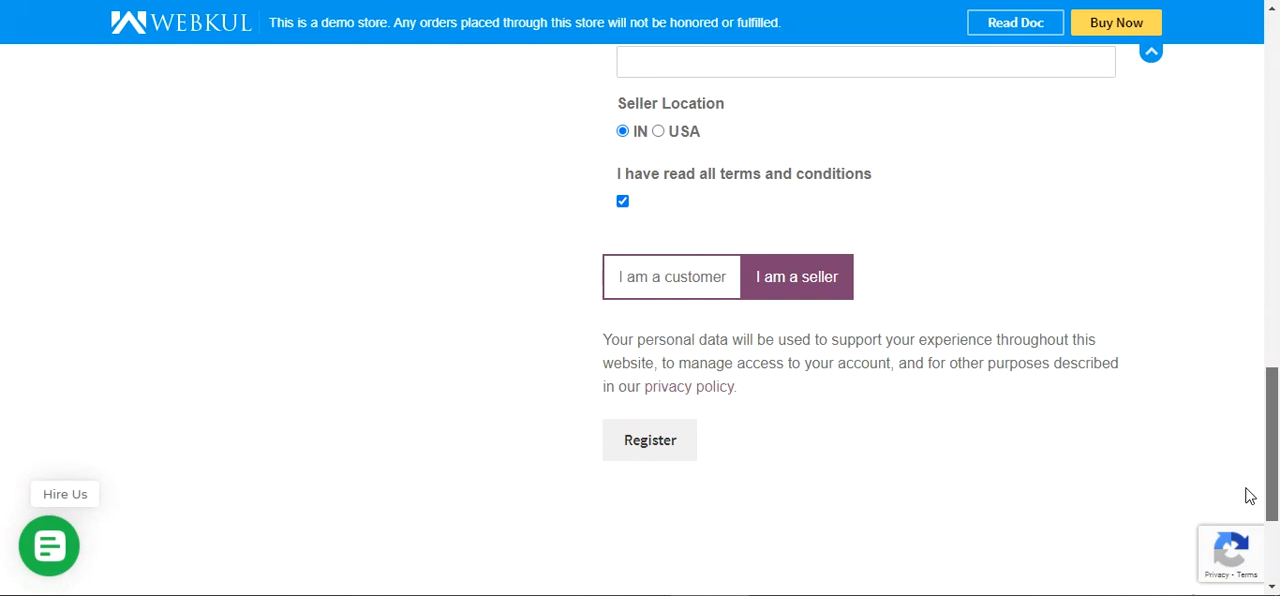 WEBKUL
This is a demo store. Any orders placed through this store will not be honored or fulfilled.
Read Doc
Buy Now
Seller Location
IN USA
I have read all terms and conditions
I am a customer
I am a seller
Your personal data will be used to support your experience throughout this
website, to manage access to your account, and for other purposes described
in our privacy policy.
Register
Hire Us
Privacy - Terms